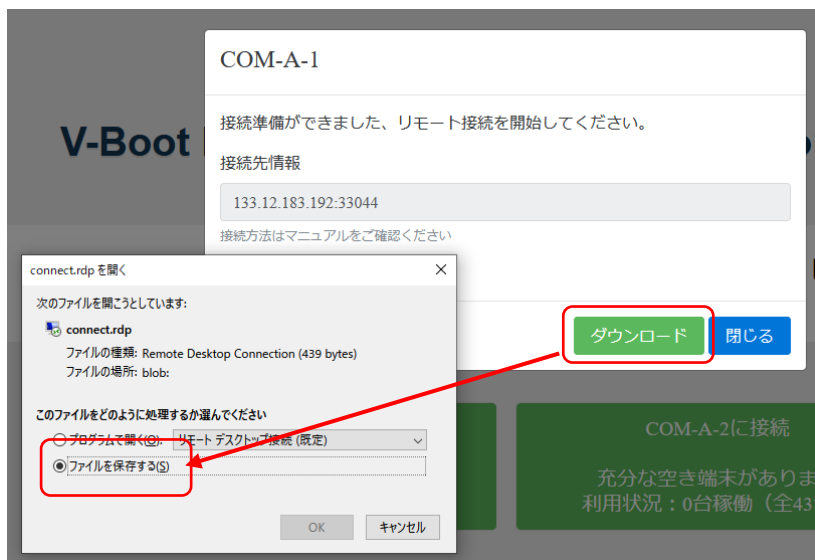 COM-A-1
接続準備ができました、リモート接続を開始してください。
V-Boot
接続先情報
133.12.183.192:33044
接続方法はマニュアルをご確認ください
ダウンロード
閉じる
connect.rdp を開く
次のファイルを開こうとしています:
connect.rdp
ファイルの種類: Remote Desktop Connection (439 bytes)
ファイルの場所: blob:
このファイルをどのように処理するか選んでください
プログラムで開く(O): リモート デスクトップ接続 (既定)
ファイルを保存する(S)
OK
キャンセル
COM-A-2に接続
充分な空き端末がありま
利用状況：0台稼働（全43